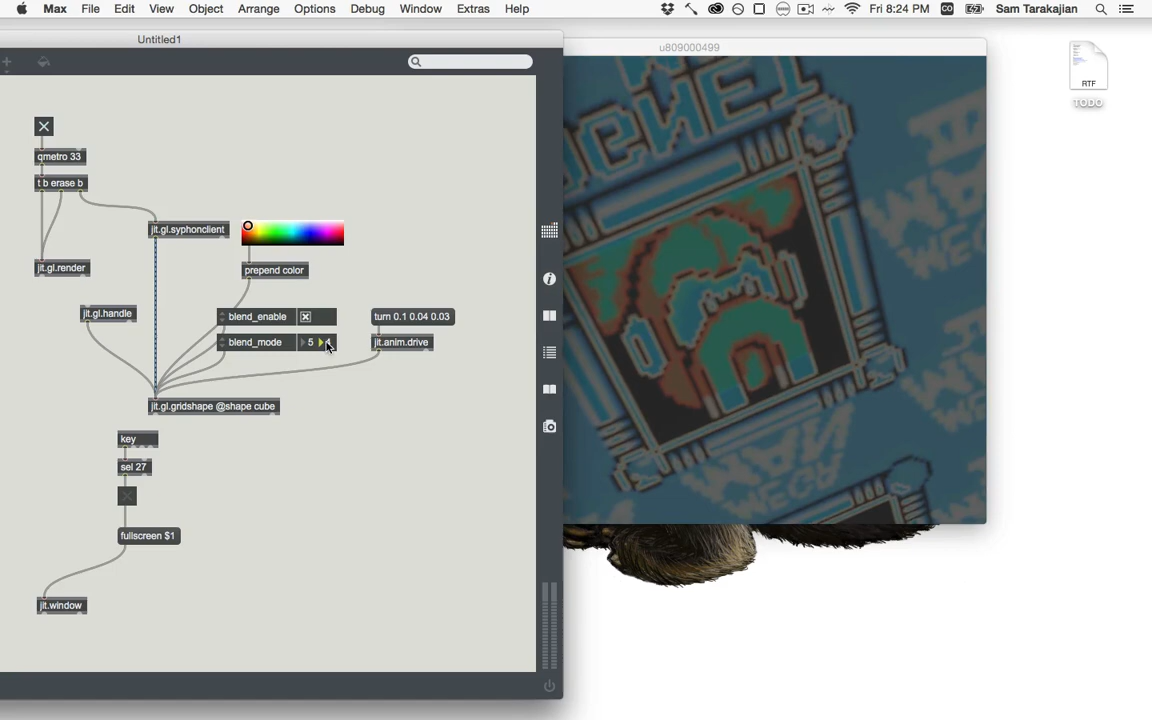 Max File Edit View Object Arrange Options Debug Window Extras Help
Fri 8:24 PM Sam Tarakajian
Untitled1
u809000499
RTF
TODO
qmetro 33
t b erase b
jit.gl.syphonclient
jit.gl.render
prepend color
jit.gl.handle
blend_enable
turn 0.1 0.04 0.03
blend_mode 5
jit.anim.drive
jit.gl.gridshape @shape cube
key
sel 27
fullscreen $1
jit.window